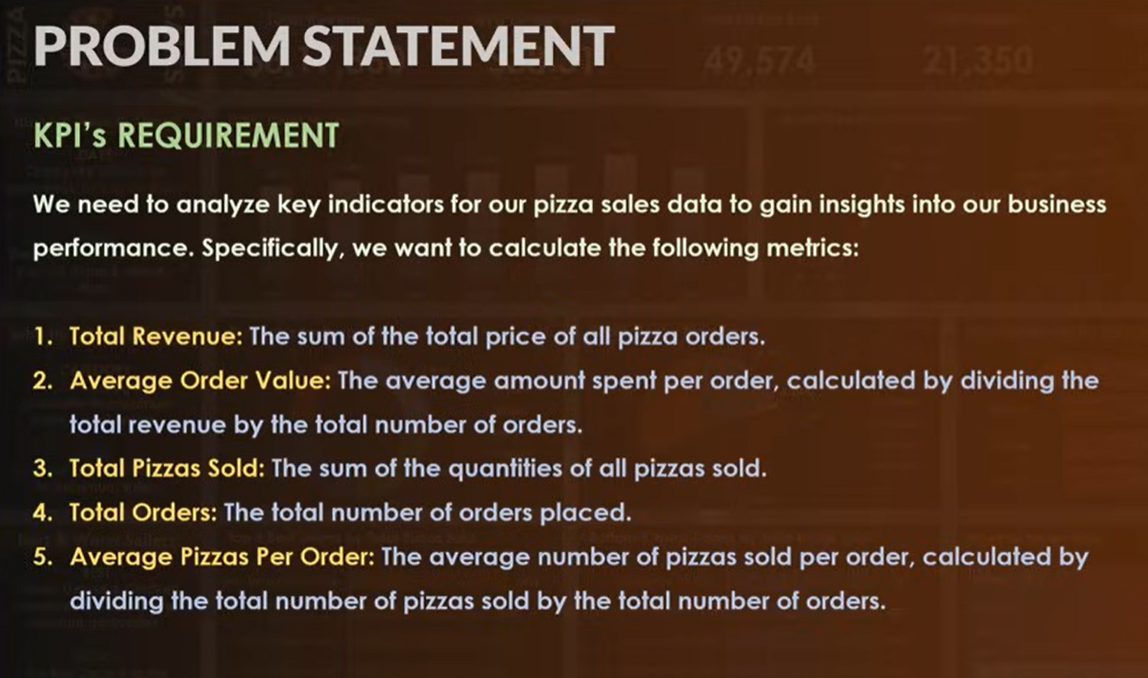 PROBLEM STATEMENT
49,574
21,350
KPI's REQUIREMENT
We need to analyze key indicators for our pizza sales data to gain insights into our business
performance. Specifically, we want to calculate the following metrics:
1. Total Revenue: The sum of the total price of all pizza orders.
2. Average Order Value: The average amount spent per order, calculated by dividing the
total revenue by the total number of orders.
3. Total Pizzas Sold: The sum of the quantities of all pizzas sold.
4. Total Orders: The total number of orders placed.
5. Average Pizzas Per Order: The average number of pizzas sold per order, calculated by
dividing the total number of pizzas sold by the total number of orders.